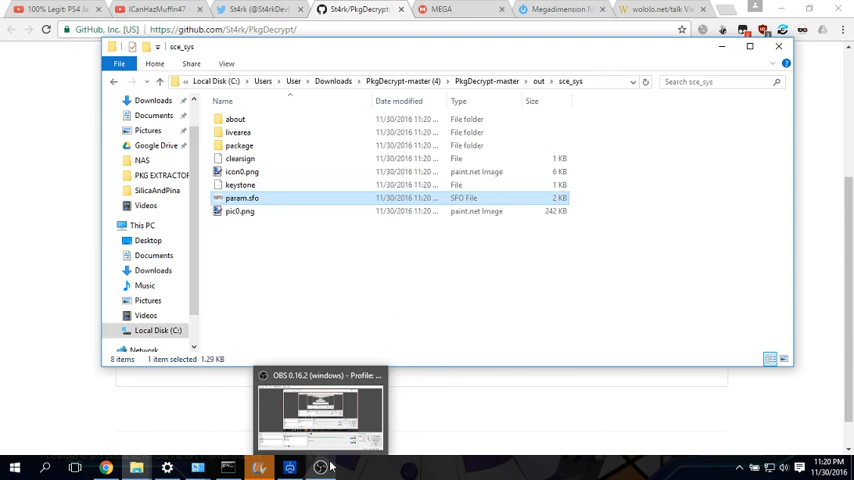 100% Legit: PS4 Ja
ICanHazMuffin47 -
St4rk (@St4rkDev)
St4rk/PkgDecrypt:
MEGA
Megadimension N
wololo.net/talk Vie
GitHub, Inc. [US]
https://github.com/St4rk/PkgDecrypt/
sce_sys
File
Home
Share
View
Local Disk (C:)
Users
User
Downloads
PkgDecrypt-master (4)
PkgDecrypt-master
out
sce_sys
Search sce_sys
Name
Date modified
Type
Size
Downloads
Documents
Pictures
Google Drive
NAS
PKG EXTRACTOR
SilicaAndPina
Videos
This PC
Desktop
Documents
Downloads
Music
Pictures
Videos
Local Disk (C:)
Network
about 11/30/2016 11:20 ... File folder
livearea 11/30/2016 11:20 ... File folder
package 11/30/2016 11:20 ... File folder
clearsign 11/30/2016 11:20 ... File 1 KB
icon0.png 11/30/2016 11:20 ... paint.net Image 6 KB
keystone 11/30/2016 11:20 ... File 1 KB
param.sfo 11/30/2016 11:20 ... SFO File 2 KB
pic0.png 11/30/2016 11:20 ... paint.net Image 242 KB
8 items
1 item selected 1.29 KB
OBS 0.16.2 (windows) - Profile: ...
11:20 PM
11/30/2016